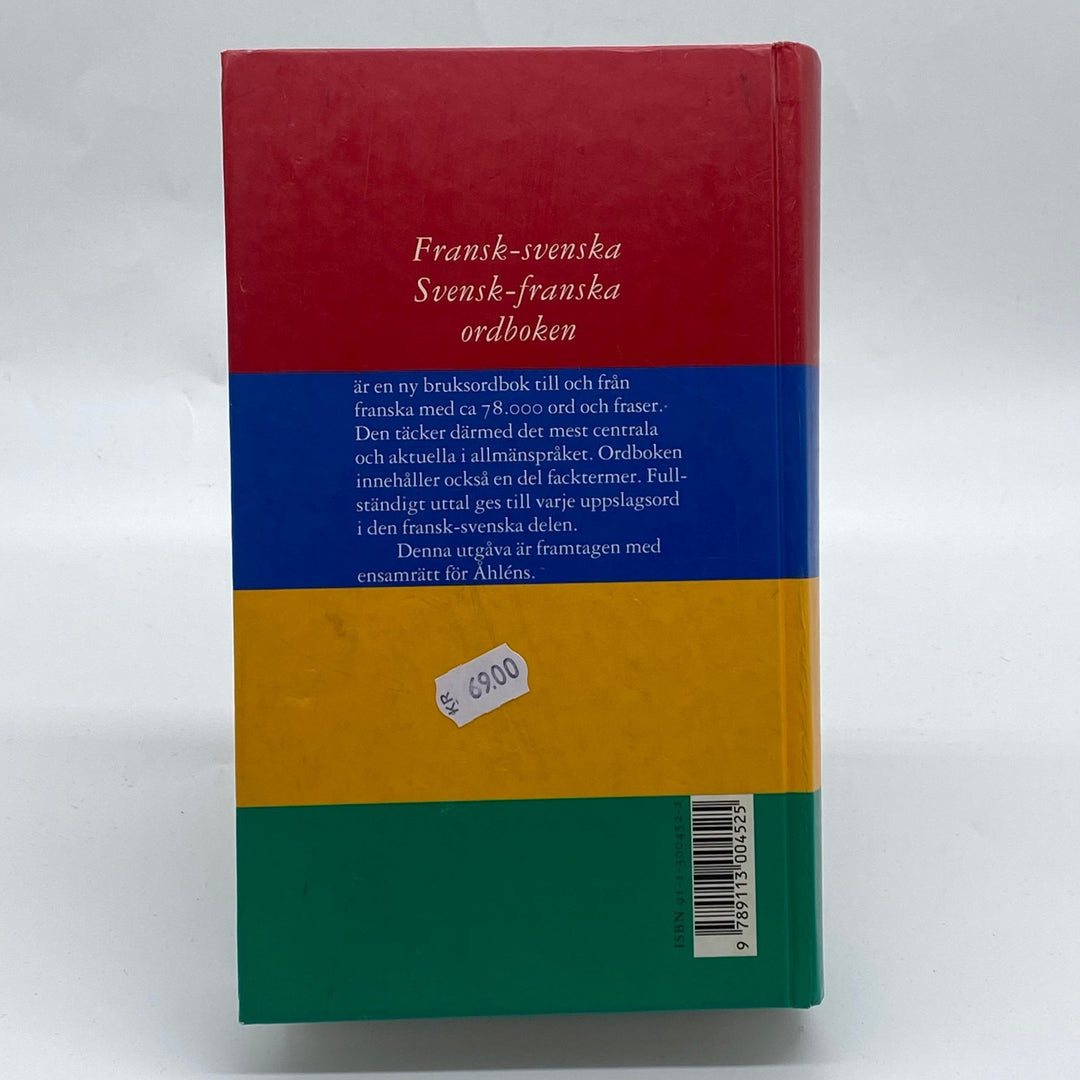 Fransk-svenska
Svensk-franska
ordboken
är en ny bruksordbok till och från
franska med ca 78.000 ord och fraser.
Den täcker därmed det mest centrala
och aktuella i allmänspråket. Ordboken
innehåller också en del facktermer. Full-
ständigt uttal ges till varje uppslagsord
i den fransk-svenska delen.
Denna utgåva är framtagen med
ensamrätt för Åhléns.
KR 69.00
ISBN 91-1-300452-2
9 789113 004525